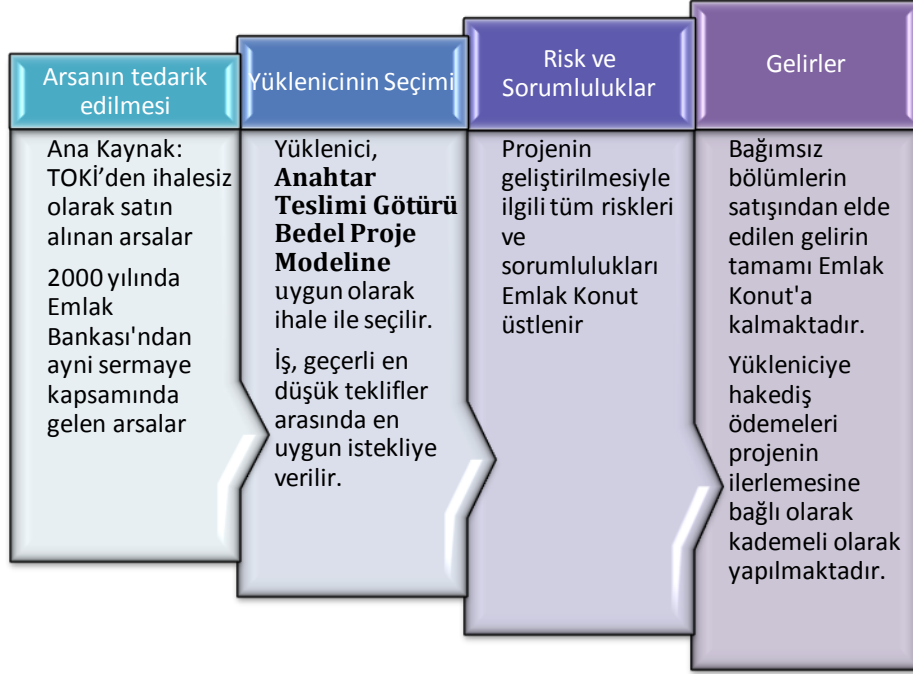 Arsanın tedarik
edilmesi
Ana Kaynak:
TOKİ’den ihalesiz
olarak satın
alınan arsalar
2000 yılında
Emlak
Bankası'ndan
ayni sermaye
kapsamında
gelen arsalar
Yüklenicinin Seçimi
Yüklenici,
Anahtar
Teslimi Götürü
Bedel Proje
Modeline
uygun olarak
ihale ile seçilir.
İş, geçerli en
düşük teklifler
arasında en
uygun istekliye
verilir.
Risk ve
Sorumluluklar
Projenin
geliştirilmesiyle
ilgili tüm riskleri
ve
sorumlulukları
Emlak Konut
üstlenir
Gelirler
Bağımsız
bölümlerin
satışından elde
edilen gelirin
tamamı Emlak
Konut'a
kalmaktadır.
Yükleniciye
hakediş
ödemeleri
projenin
ilerlemesine
bağlı olarak
kademeli olarak
yapılmaktadır.